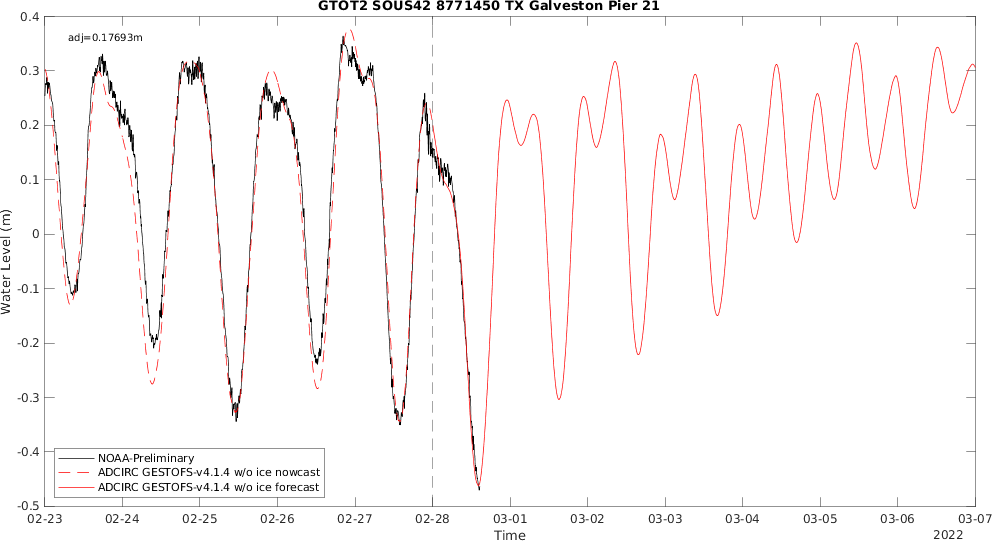 GTOT2 SOUS42 8771450 TX Galveston Pier 21
adj=0.17693m
0.4
0.3
0.2
0.1
0
-0.1
-0.2
-0.3
-0.4
-0.5
Water Level (m)
NOAA-Preliminary
ADCIRC GESTOFS-v4.1.4 w/o ice nowcast
ADCIRC GESTOFS-v4.1.4 w/o ice forecast
02-23 02-24 02-25 02-26 02-27 02-28 03-01 03-02 03-03 03-04 03-05 03-06 03-07
Time
2022